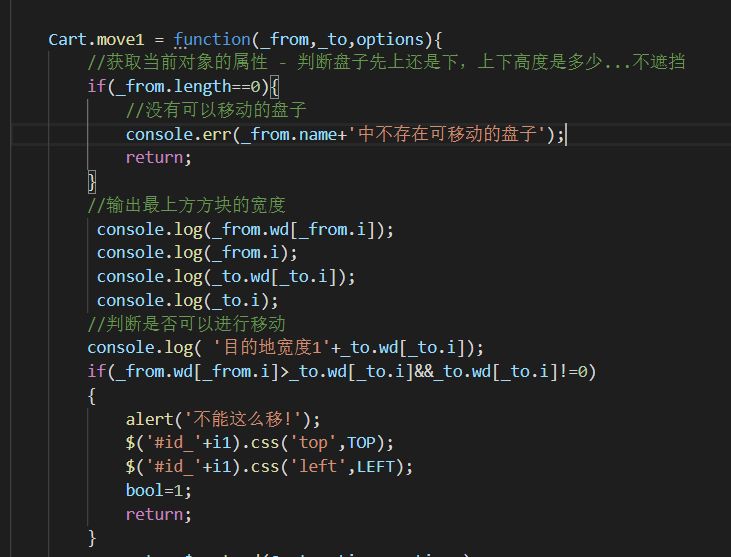 Cart.move1 = function(_from,_to,options){
//获取当前对象的属性 - 判断盘子先上还是下，上下高度是多少...不遮挡
if(_from.length==0){
//没有可以移动的盘子
console.err(_from.name+'中不存在可移动的盘子');
return;
}
//输出最上方方块的宽度
console.log(_from.wd[_from.i]);
console.log(_from.i);
console.log(_to.wd[_to.i]);
console.log(_to.i);
//判断是否可以进行移动
console.log( '目的地宽度1'+_to.wd[_to.i]);
if(_from.wd[_from.i]>_to.wd[_to.i]&&_to.wd[_to.i]!=0)
{
alert('不能这么移!');
$('#id_'+i1).css('top',TOP);
$('#id_'+i1).css('left',LEFT);
bool=1;
return;
}